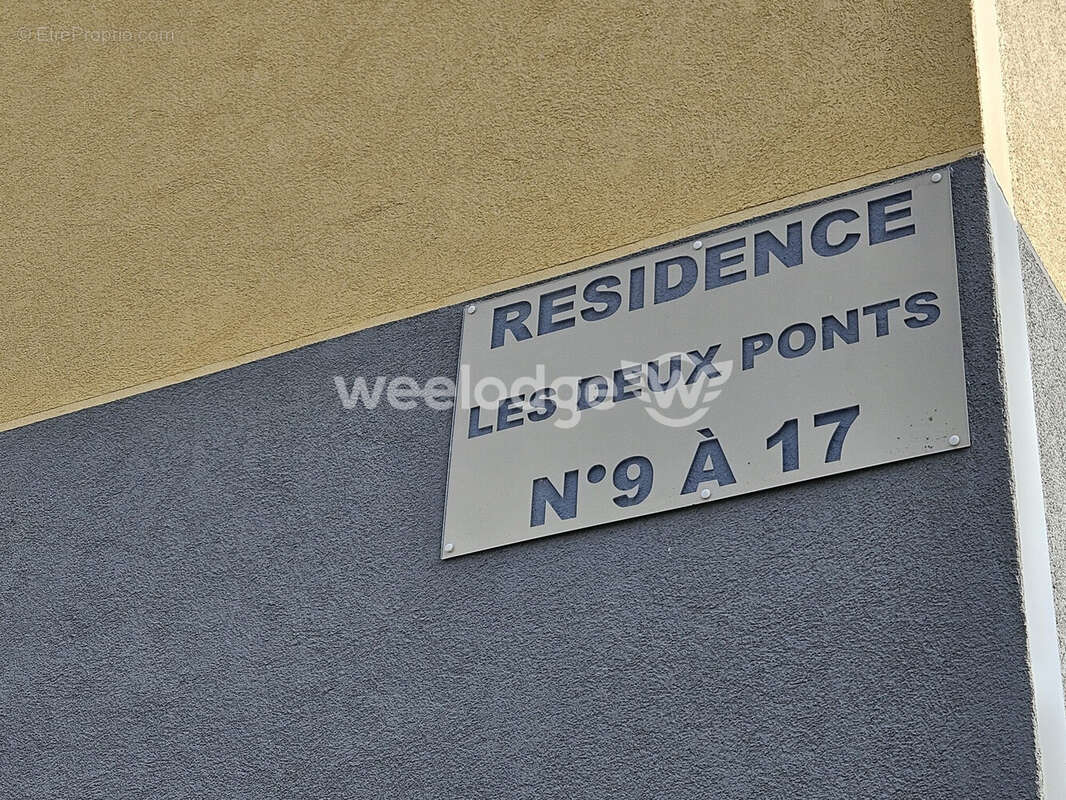 © EtreProprio.com
RESIDENCE
LES DEUX PONTS
weelodge
N°9 À 17